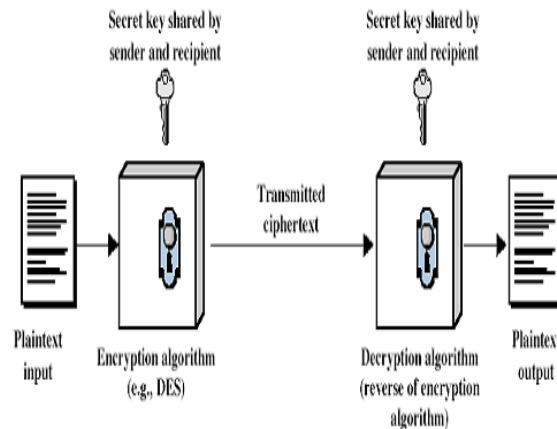 Secret key shared by
sender and recipient
Secret key shared by
sender and recipient
Transmitted
ciphertext
Plaintext
input
Encryption algorithm
(e.g., DES)
Decryption algorithm
(reverse of encryption
algorithm)
Plaintext
output